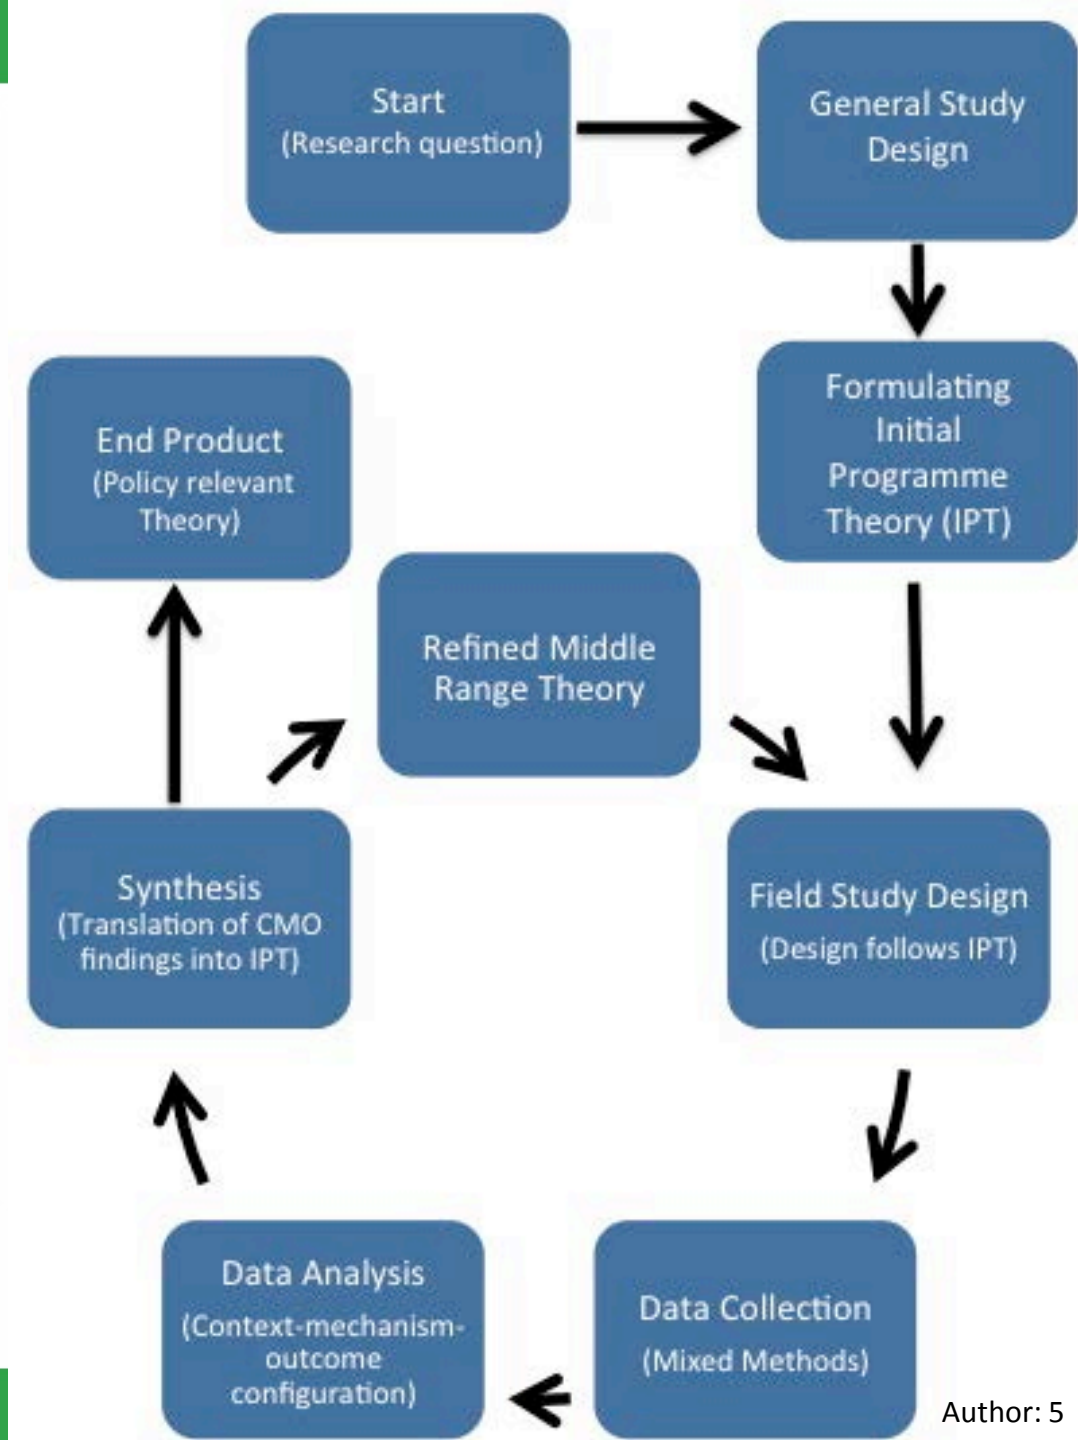 Start
(Research question)
General Study
Design
Formulating
Initial
Programme
Theory (IPT)
End Product
(Policy relevant
Theory)
Refined Middle
Range Theory
Synthesis
(Translation of CMO
findings into IPT)
Field Study Design
(Design follows IPT)
Data Analysis
(Context-mechanism-
outcome
configuration)
Data Collection
(Mixed Methods)
Author: 5